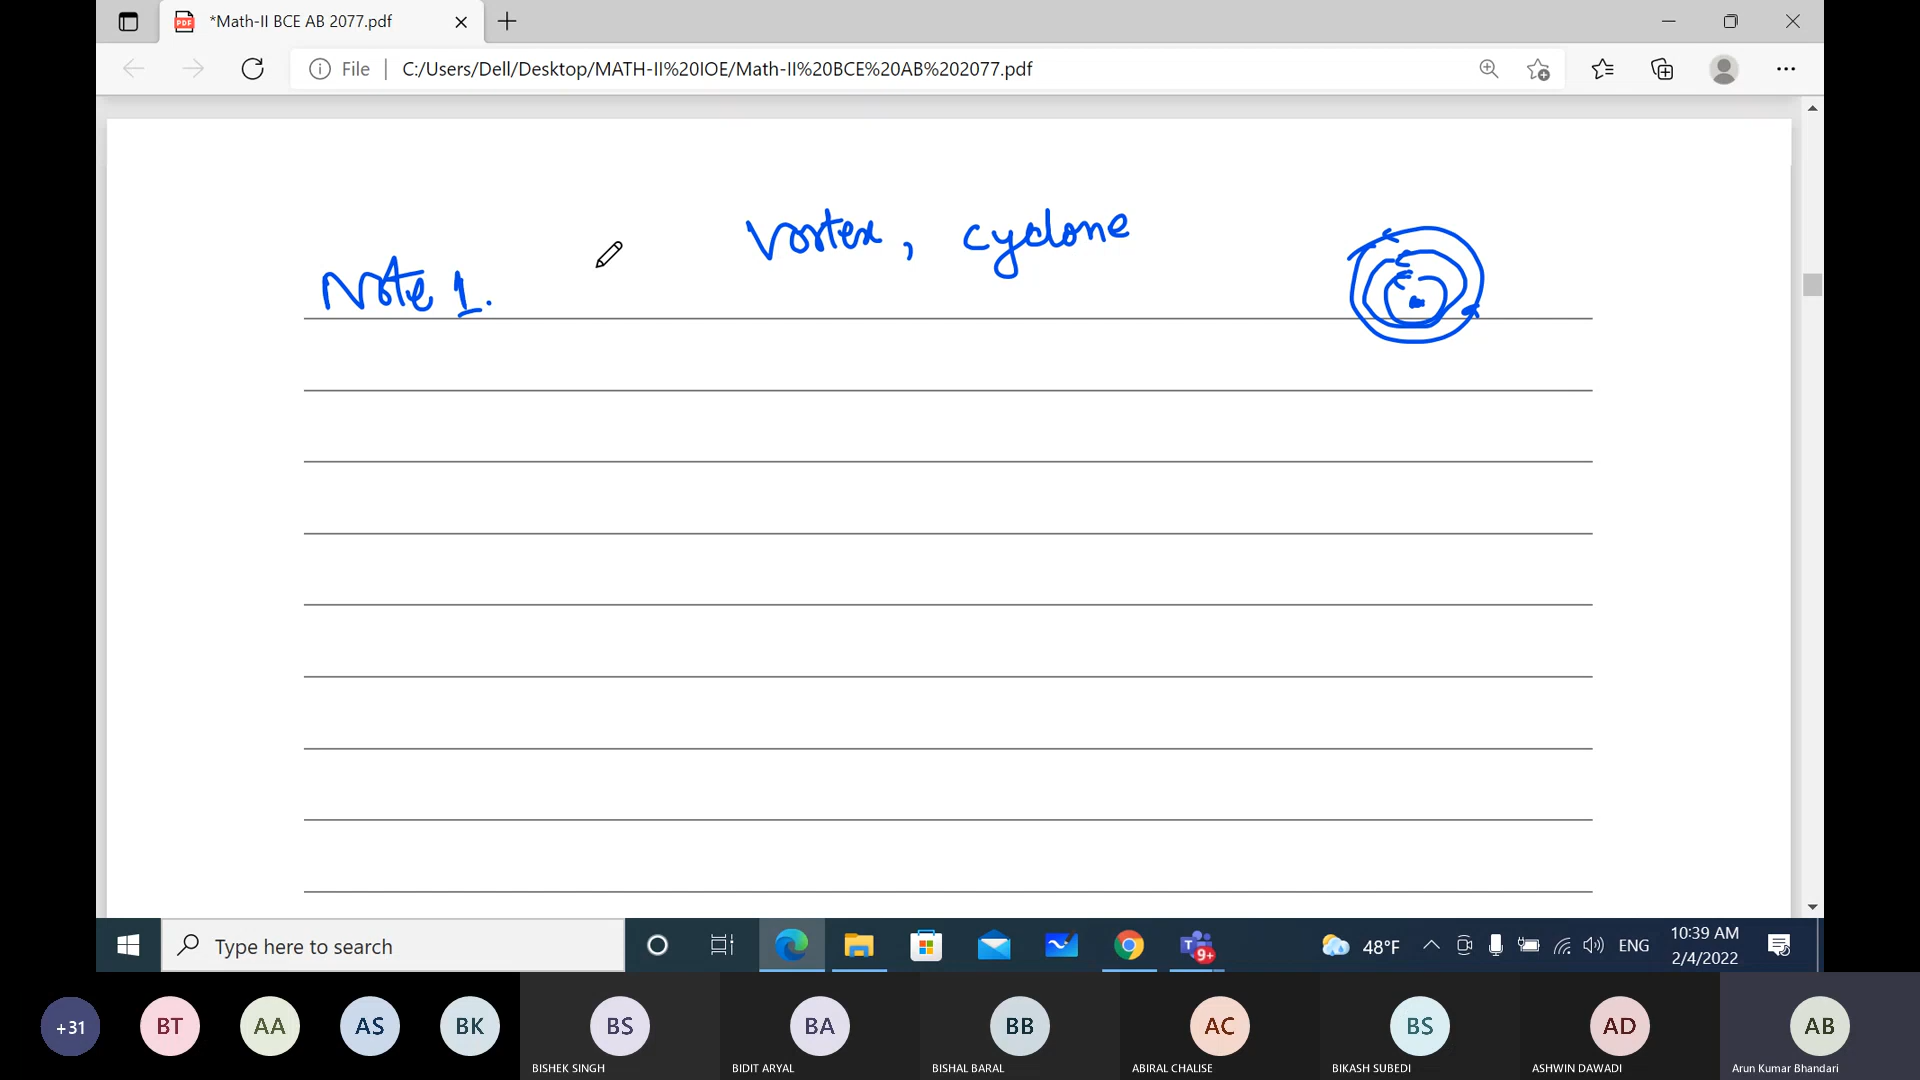 *Math-II BCE AB 2077.pdf
File | C:/Users/Dell/Desktop/MATH-II%20IOE/Math-II%20BCE%20AB%202077.pdf
Vortex, cyclone
Note 1.
Type here to search
9+
48°F
ENG
10:39 AM
2/4/2022
+31
BT
AA
AS
BK
BS
BA
BB
AC
BS
AD
AB
BISHEK SINGH
BIDIT ARYAL
BISHAL BARAL
ABIRAL CHALISE
BIKASH SUBEDI
ASHWIN DAWADI
Arun Kumar Bhandari